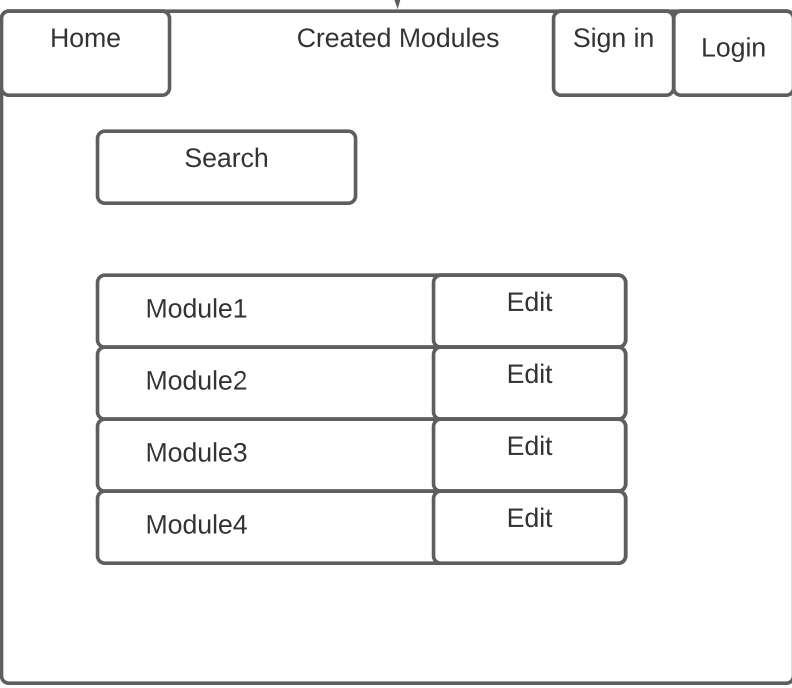 Home
Created Modules
Sign in
Login
Search
Module1
Edit
Module2
Edit
Module3
Edit
Module4
Edit